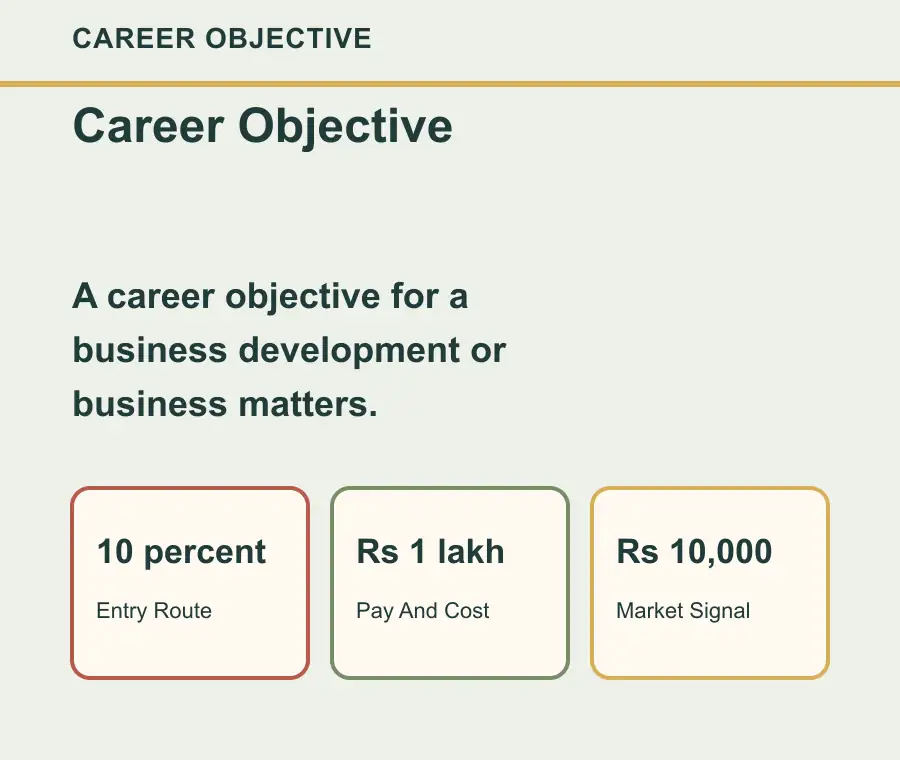 CAREER OBJECTIVE
Career Objective
A career objective for a
business development or
business matters.
10 percent
Entry Route
Rs 1 lakh
Pay And Cost
Rs 10,000
Market Signal